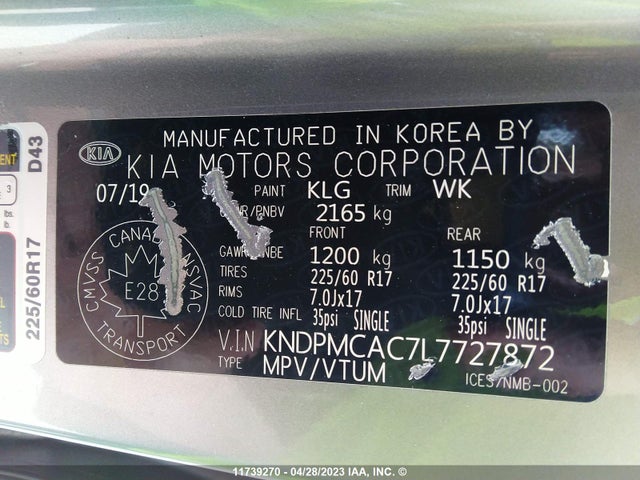 MANUFACTURED IN KOREA BY
KIA KIA MOTORS CORPORATION
07/19 PAINT KLG TRIM WK
2165 kg
FRONT REAR
1200 kg 1150 kg
TIRES 225/60 R17 225/60 R17
RIMS 7.0Jx17 7.0Jx17
COLD TIRE INFL 35psi SINGLE 35psi SINGLE
V.I.N KNDPMCAC7L7727872
TYPE MPV/VTUM ICES/NMB-002
CMVSS CANADA NSVAC
E28
TRANSPORT
D43
225/60R17
3
lbs.
lb.
11739270 - 04/28/2023 IAA, INC. ©